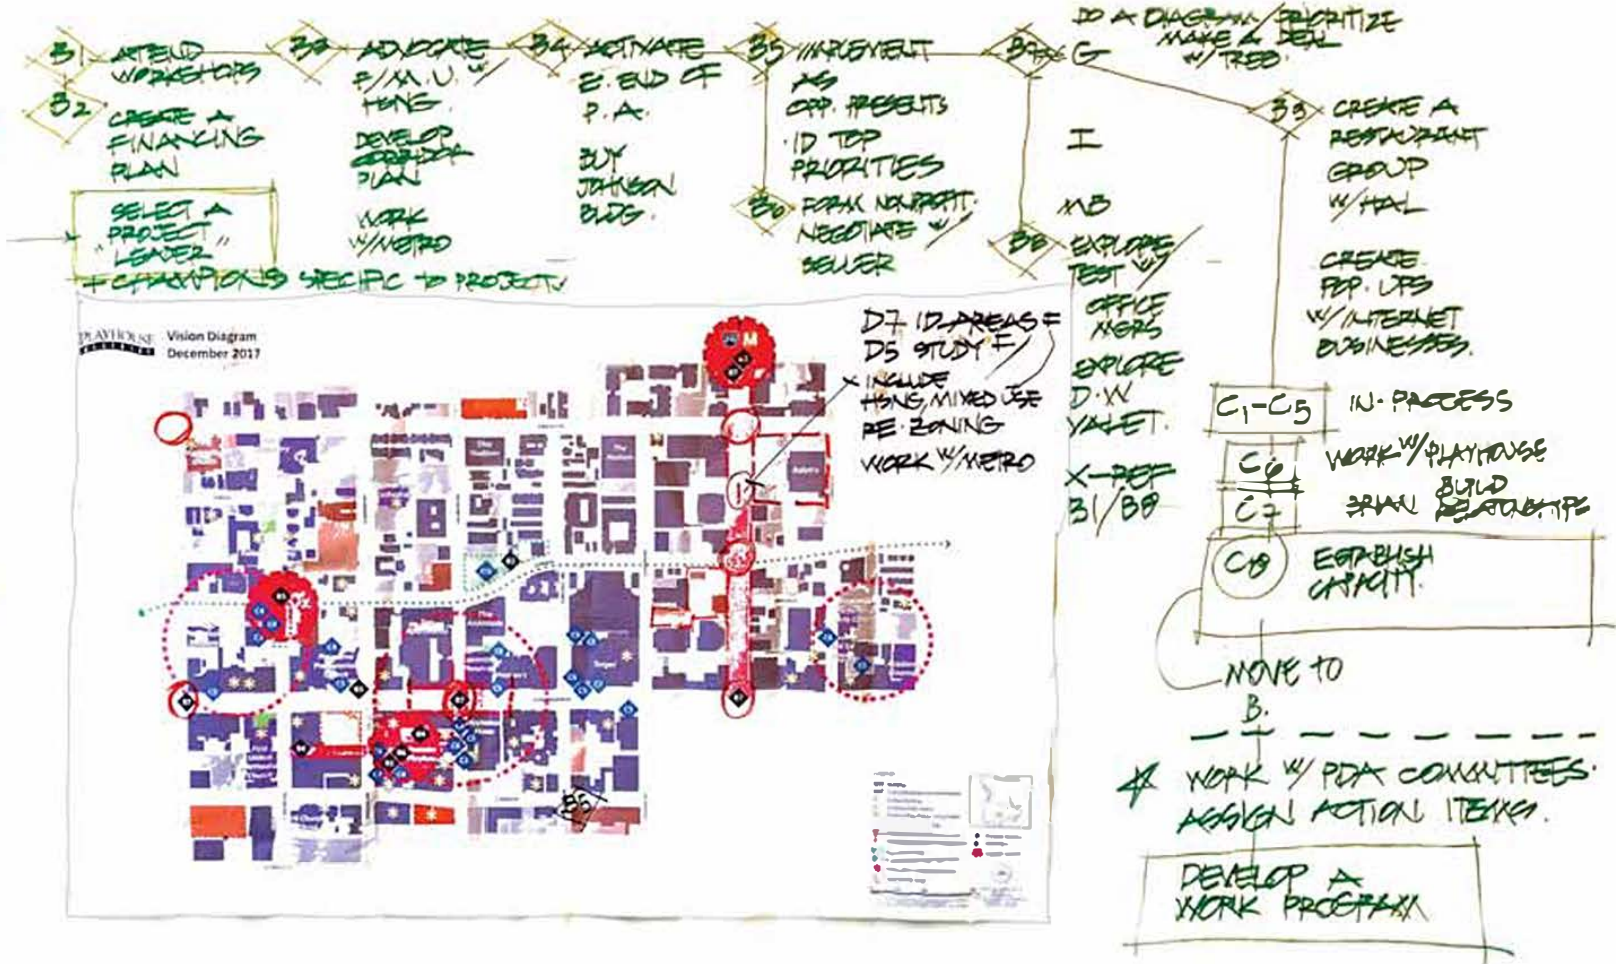 B1 ATTEND
WORKSHOPS
B2 CREATE A
FINANCING
PLAN
SELECT A
PROJECT
"LEADER"
+ CHAMPIONS SPECIFIC TO PROJECT
B3 ADVOCATE
F/M.U. W/
HSNG.
DEVELOP
CORRIDOR
PLAN
WORK
W/METRO
B4 ACTIVATE
E. END OF
P.A.
BUY
JOHNSON
BLDG.
B5 IMPLEMENT
AS
OPP. PRESENTS
ID TOP
PRIORITIES
B6 FORM NONPROFIT.
NEGOTIATE W/
SELLER
B7
G
DO A DIAGRAM/PRIORITIZE
MAKE A DEAL
W/TREB.
I
MB
B8 EXPLORE/
TEST W/
OFFICE
MGRS
EXPLORE
D.W
VALET.
X-REF
B1/B8
B9 CREATE A
RESTAURANT
GROUP
W/HAL
CREATE
POP-UPS
W/INTERNET
BUSINESSES.
C1-C5 IN-PROCESS
C6 WORK W/PLAYHOUSE
BUILD
C7 BRIAN RELATIONSHIPS
C8 ESTABLISH
CAPACITY.
MOVE TO
B.
WORK W/ PDA COMMITTEES.
ASSIGN ACTION ITEMS.
DEVELOP A
WORK PROGRAM
PLAYHOUSE
DISTRICT
Vision Diagram
December 2017
M
D7 ID AREAS
D5 STUDY
INCLUDE
HSNG, MIXED USE
RE-ZONING
WORK W/METRO
B5